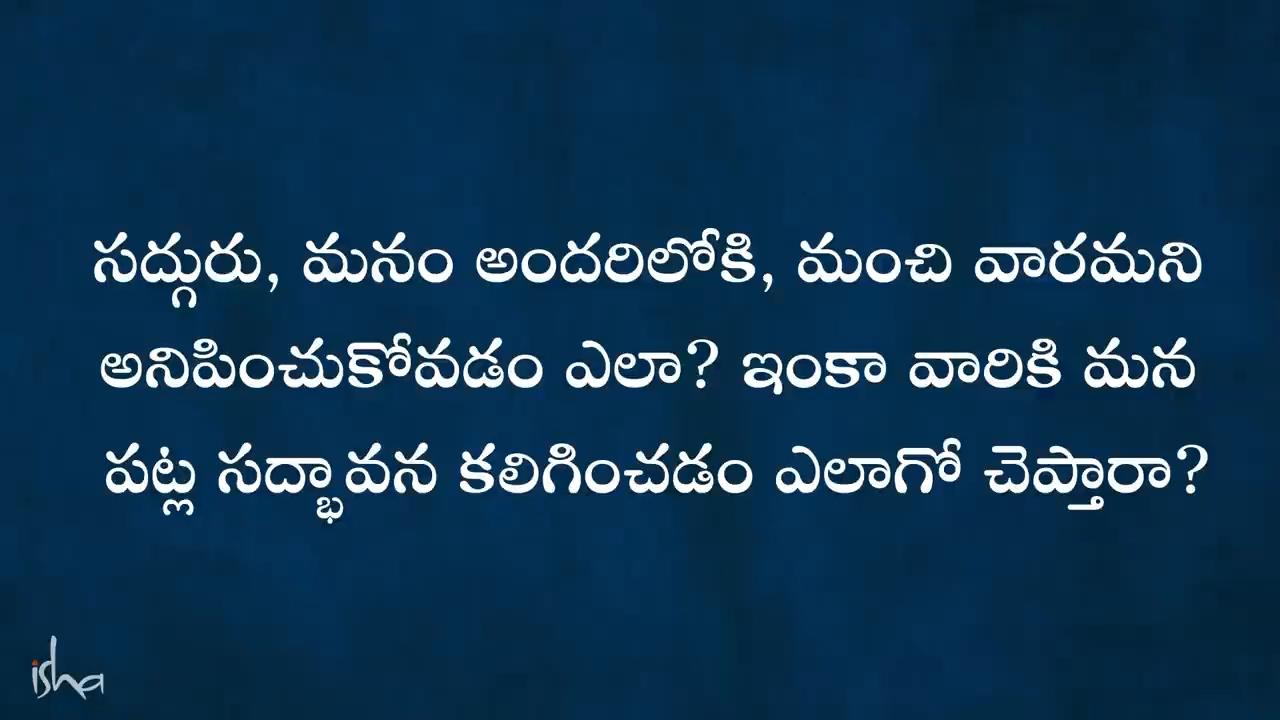 సద్గురు, మనం అందరిలోకి, మంచి వారమని
అనిపించుకోవడం ఎలా? ఇంకా వారికి మన
పట్ల సద్భావన కలిగించడం ఎలాగో చెప్తారా?
isha